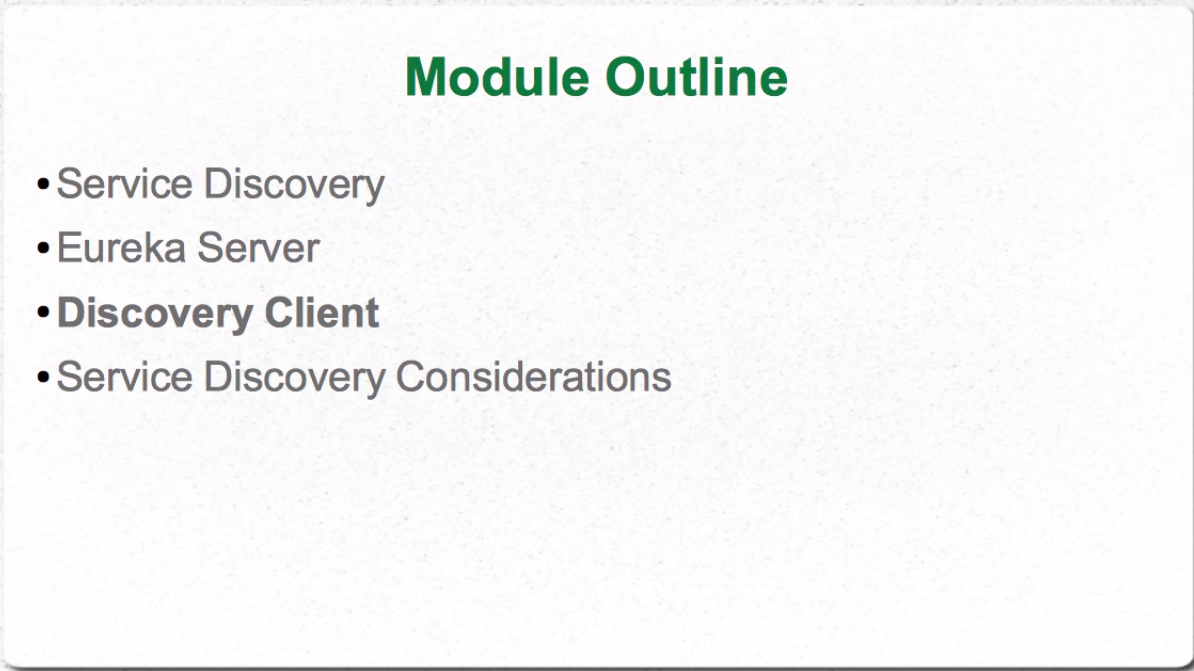 Module Outline
• Service Discovery
• Eureka Server
• Discovery Client
• Service Discovery Considerations